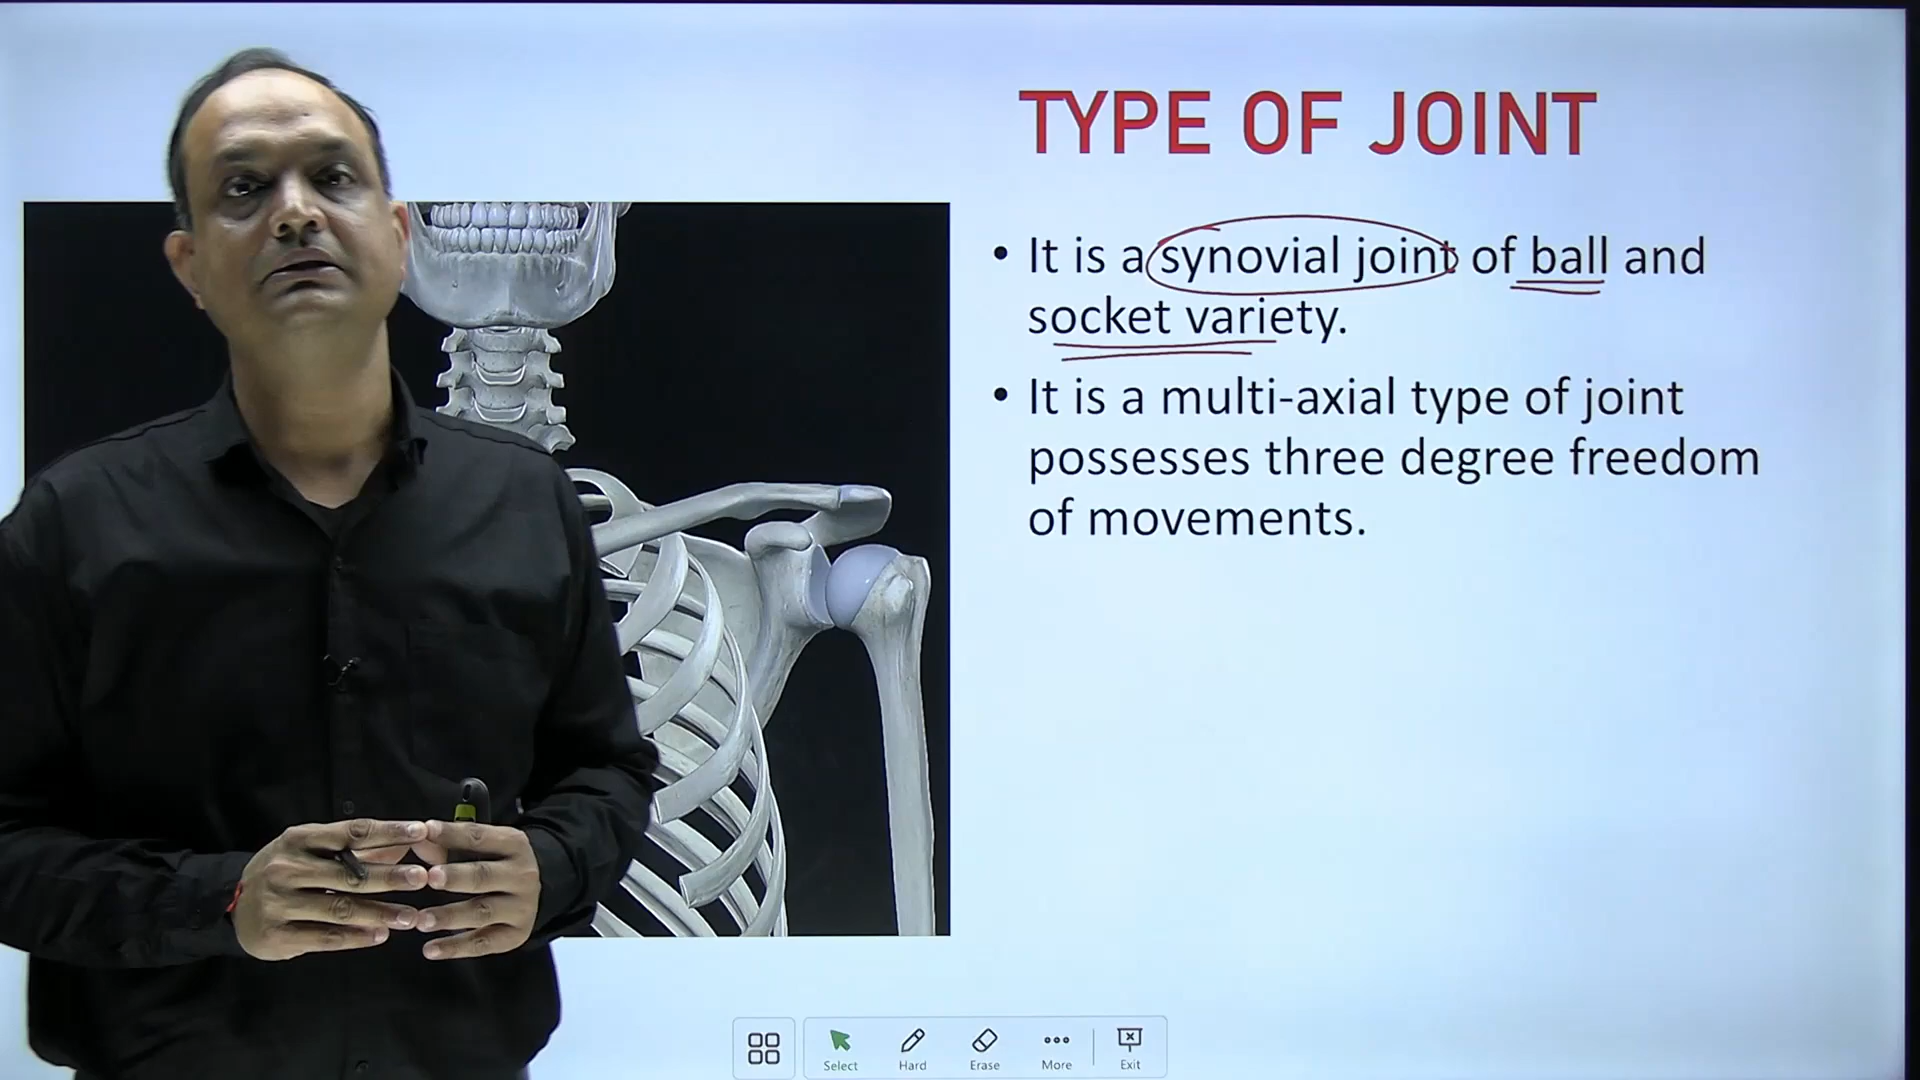 TYPE OF JOINT
• It is a synovial joint of ball and
socket variety.
• It is a multi-axial type of joint
possesses three degree freedom
of movements.
Select Hard Erase More Exit